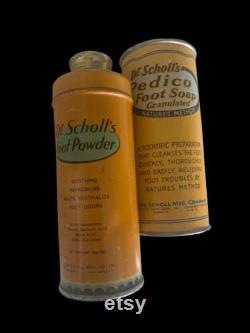 Dr Scholl's
Foot Powder
SOOTHING
REFRESHING
HELPS NEUTRALIZE
FOOT ODORS
Dr Scholl's
Pedico
Foot Soap
Granulated
NATURES METHOD
A SCIENTIFIC PREPARATION
THAT CLEANSES THE FEET
QUICKLY, THOROUGHLY
AND EASILY, RELIEVING
FOOT TROUBLES BY
NATURES METHOD
SCHOLL MFG. COMPANY
etsy